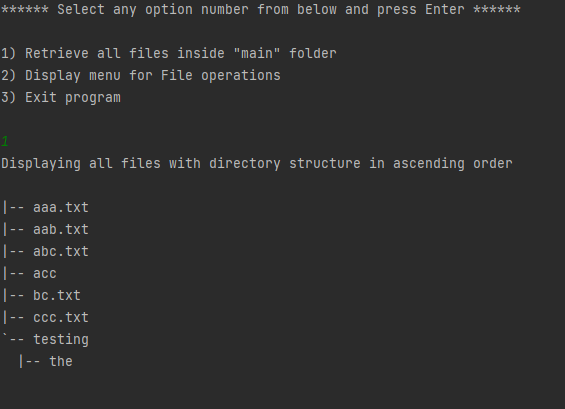 ****** Select any option number from below and press Enter ******
1) Retrieve all files inside "main" folder
2) Display menu for File operations
3) Exit program
1
Displaying all files with directory structure in ascending order
|-- aaa.txt
|-- aab.txt
|-- abc.txt
|-- acc
|-- bc.txt
|-- ccc.txt
`-- testing
  |-- the